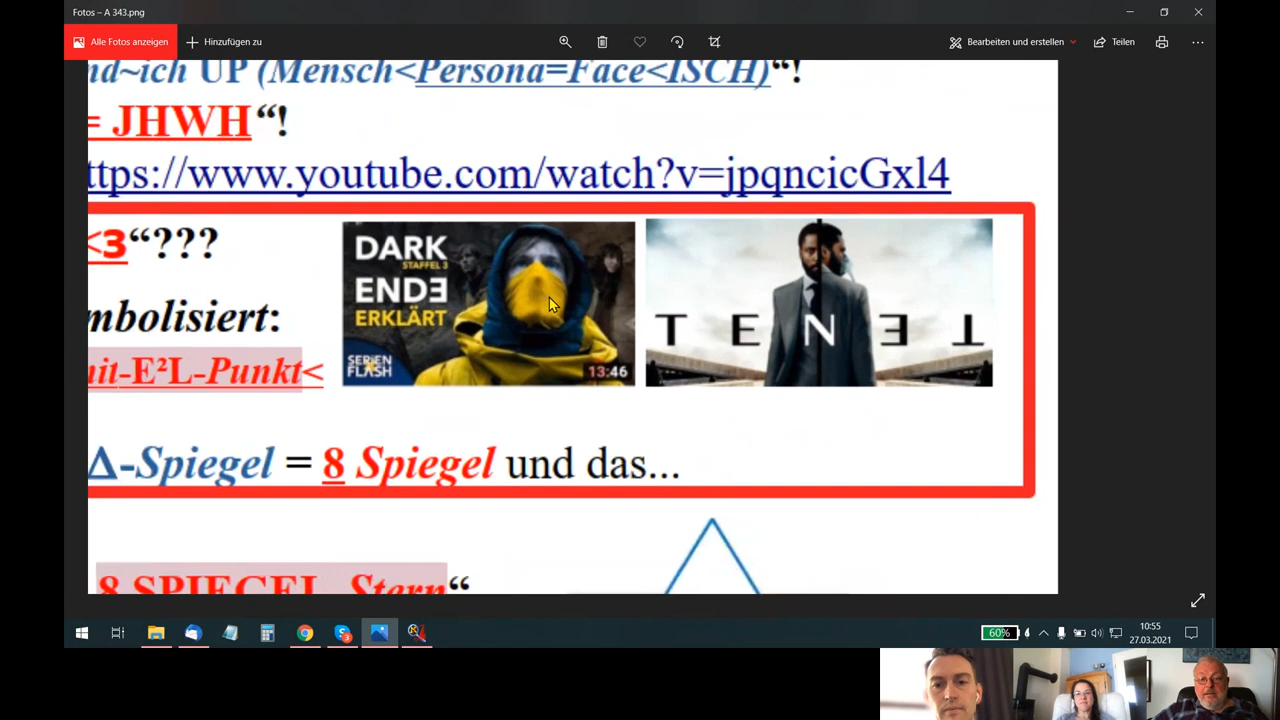 Fotos – A 343.png
Alle Fotos anzeigen
Hinzufügen zu
Bearbeiten und erstellen
Teilen
nd~ich UP (Mensch<Persona=Face<ISCH)“!
= JHWH“!
ttps://www.youtube.com/watch?v=jpqncicGxl4
<3“???
DARK
STAFFEL 3
ENDƎ
ERKLÄRT
SERIEN
FLASH
13:46
T E N Ǝ ⊥
mbolisiert:
nit-E²L-Punkt<
Δ-Spiegel = 8 Spiegel und das...
8 SPIEGEL Stern“
60%
10:55
27.03.2021